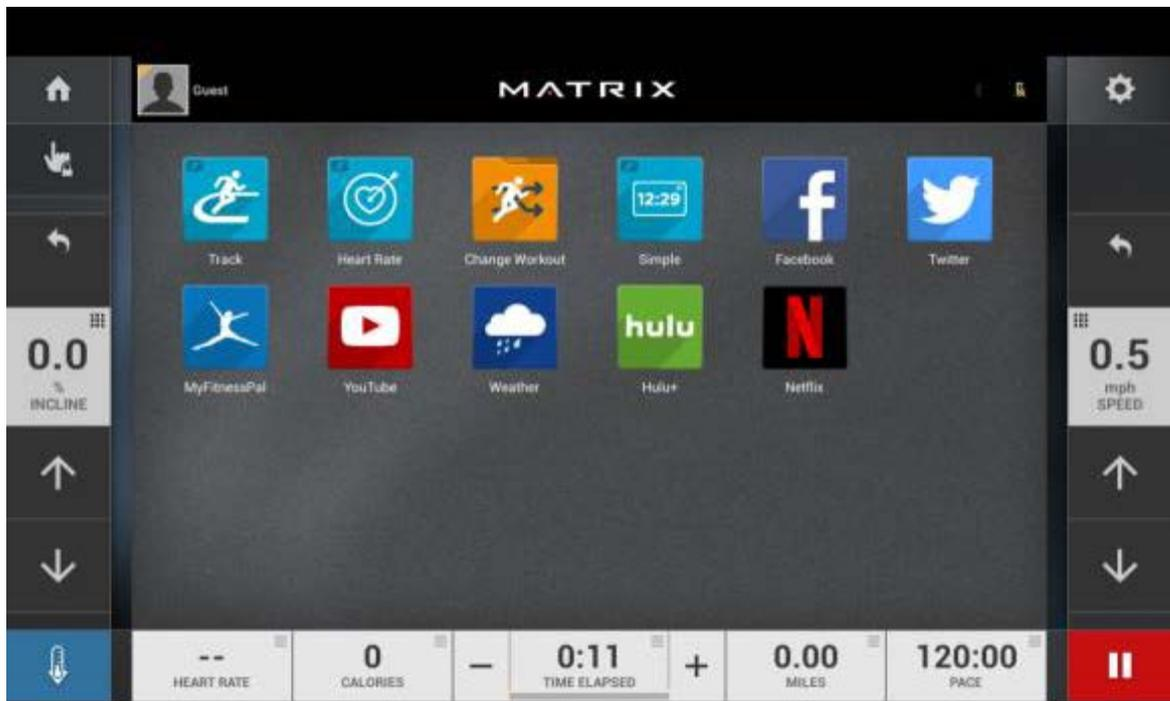 Guest
MATRIX
12:29
f
Track
Heart Rate
Change Workout
Simple
Facebook
Twitter
hulu
N
MyFitnessPal
YouTube
Weather
Hulu+
Netflix
0.0
%
INCLINE
0.5
mph
SPEED
--
HEART RATE
0
CALORIES
−
0:11
TIME ELAPSED
+
0.00
MILES
120:00
PACE